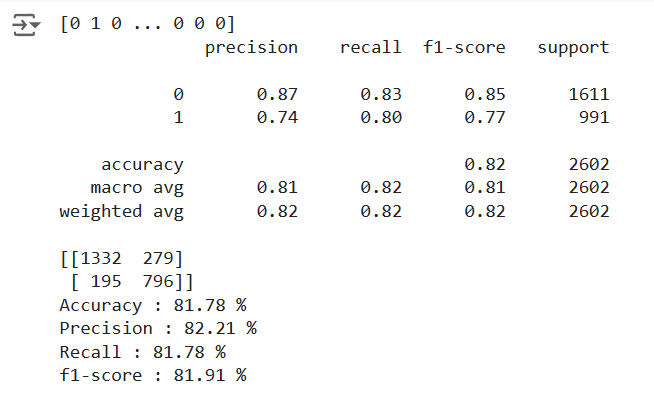 [0 1 0 ... 0 0 0]
precision recall f1-score support
0 0.87 0.83 0.85 1611
1 0.74 0.80 0.77 991
accuracy 0.82 2602
macro avg 0.81 0.82 0.81 2602
weighted avg 0.82 0.82 0.82 2602
[[1332 279]
[ 195 796]]
Accuracy : 81.78 %
Precision : 82.21 %
Recall : 81.78 %
f1-score : 81.91 %